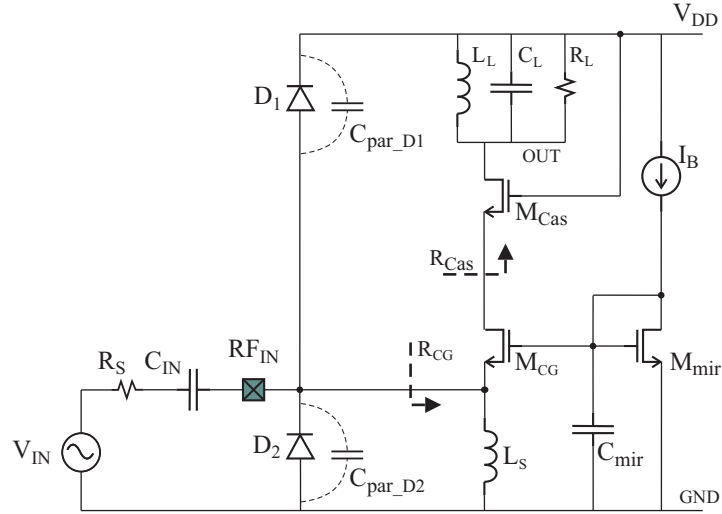 V_DD
L_L C_L R_L
D_1
C_par_D1
OUT
I_B
M_Cas
R_Cas
R_S C_IN RF_IN
R_CG
M_CG
M_mir
V_IN
D_2
C_par_D2
L_S
C_mir
GND